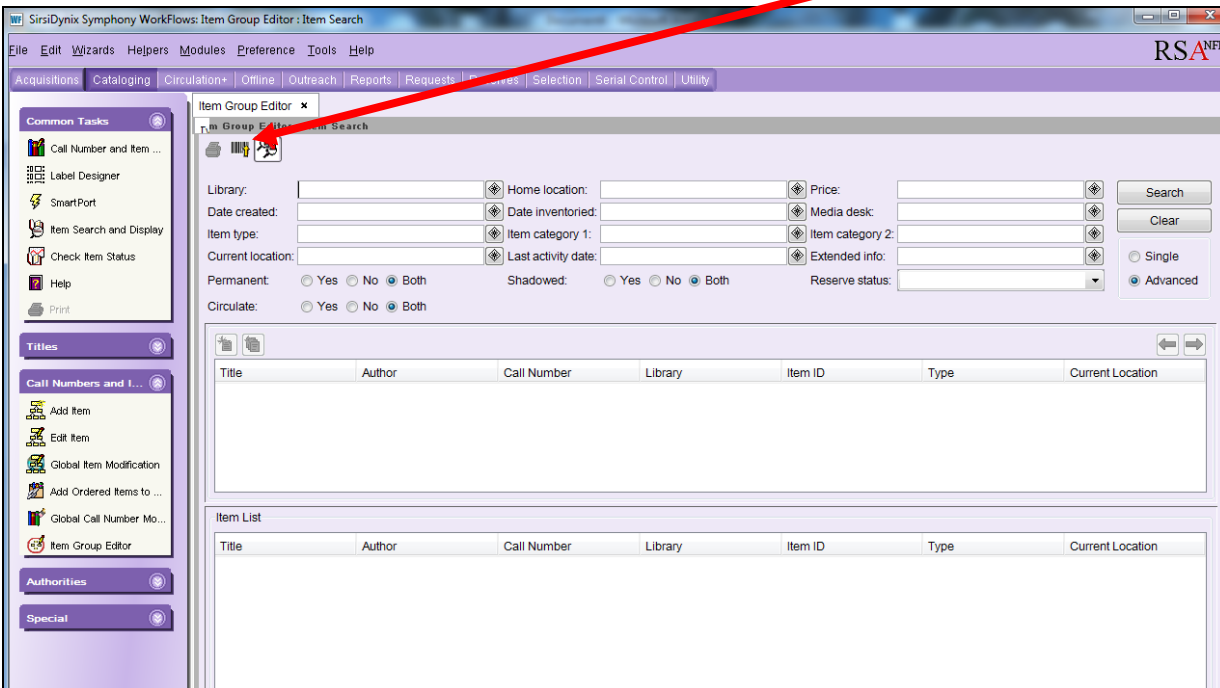 WF SirsiDynix Symphony WorkFlows: Item Group Editor : Item Search
File Edit Wizards Helpers Modules Preference Tools Help
RSA NF
Acquisitions Cataloging Circulation+ Offline Outreach Reports Requests Selection Serial Control Utility
Item Group Editor ×
m Group Search
Common Tasks
Call Number and Item ...
Label Designer
SmartPort
Item Search and Display
Check Item Status
Help
Print
Titles
Call Numbers and I...
Add Item
Edit Item
Global Item Modification
Add Ordered Items to ...
Global Call Number Mo...
Item Group Editor
Authorities
Special
Library: Home location: Price: Search
Date created: Date inventoried: Media desk: Clear
Item type: Item category 1: Item category 2:
Current location: Last activity date: Extended info: Single
Permanent: Yes No Both Shadowed: Yes No Both Reserve status: Advanced
Circulate: Yes No Both
Title Author Call Number Library Item ID Type Current Location
Item List
Title Author Call Number Library Item ID Type Current Location